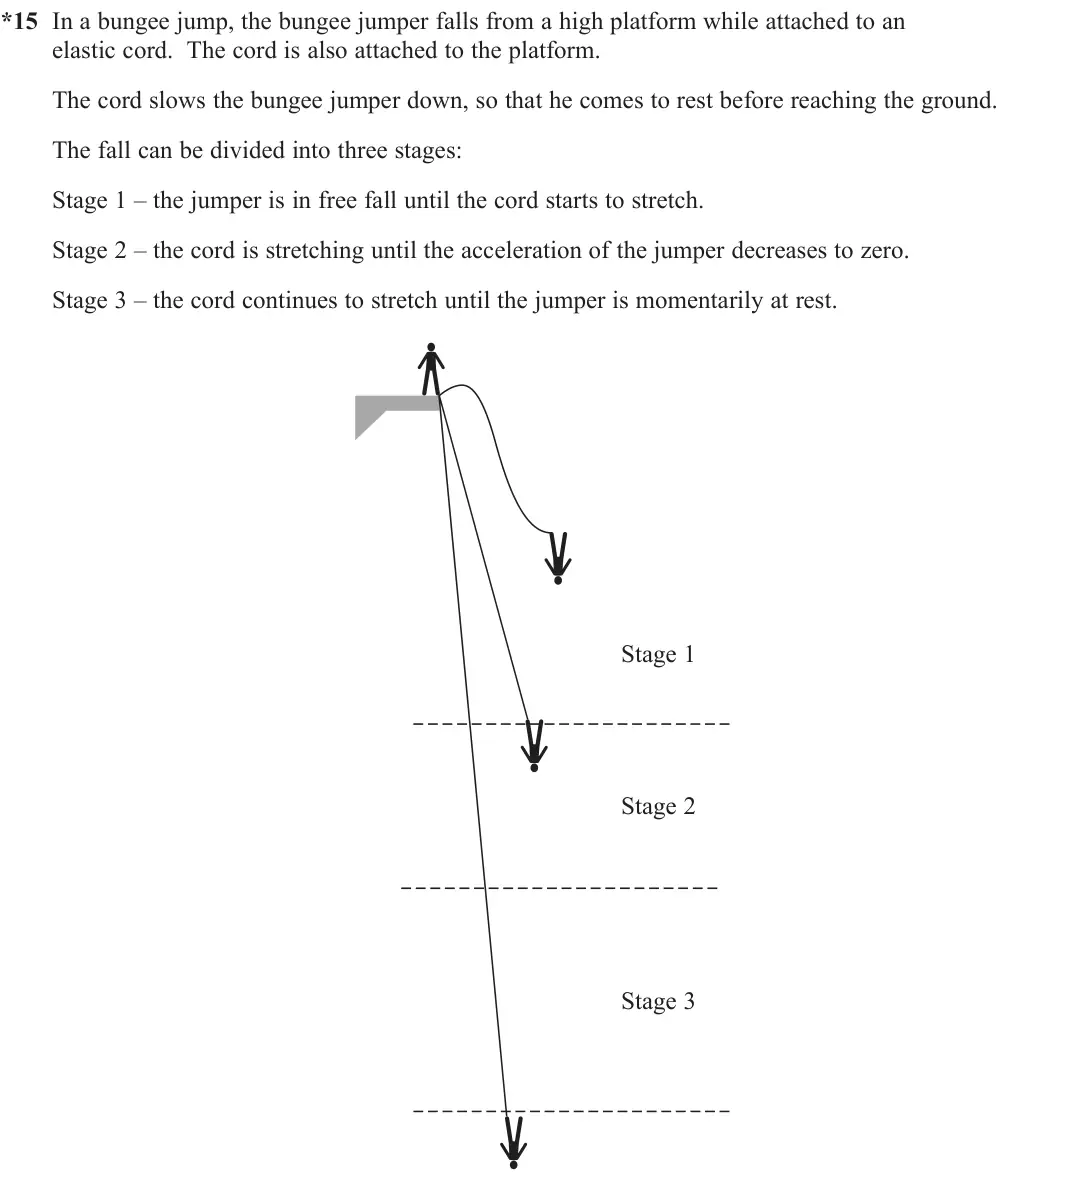 *15 In a bungee jump, the bungee jumper falls from a high platform while attached to an
elastic cord. The cord is also attached to the platform.
The cord slows the bungee jumper down, so that he comes to rest before reaching the ground.
The fall can be divided into three stages:
Stage 1 – the jumper is in free fall until the cord starts to stretch.
Stage 2 – the cord is stretching until the acceleration of the jumper decreases to zero.
Stage 3 – the cord continues to stretch until the jumper is momentarily at rest.
Stage 1
Stage 2
Stage 3